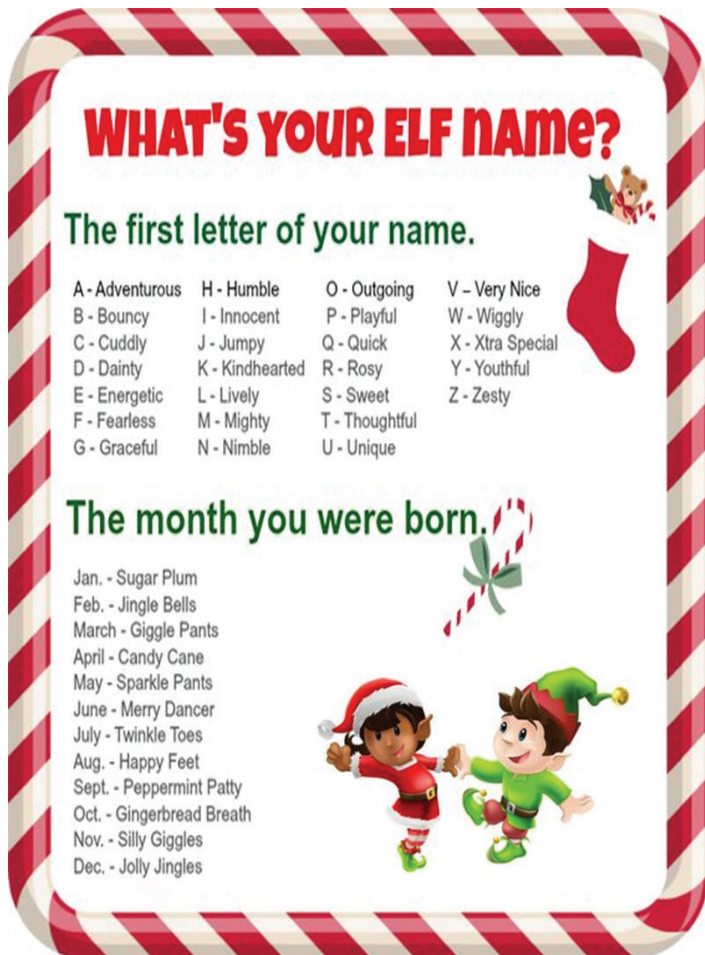 WHAT'S YOUR ELF name?
The first letter of your name.
A - Adventurous
B - Bouncy
C - Cuddly
D - Dainty
E - Energetic
F - Fearless
G - Graceful
H - Humble
I - Innocent
J - Jumpy
K - Kindhearted
L - Lively
M - Mighty
N - Nimble
O - Outgoing
P - Playful
Q - Quick
R - Rosy
S - Sweet
T - Thoughtful
U - Unique
V – Very Nice
W - Wiggly
X - Xtra Special
Y - Youthful
Z - Zesty
The month you were born.
Jan. - Sugar Plum
Feb. - Jingle Bells
March - Giggle Pants
April - Candy Cane
May - Sparkle Pants
June - Merry Dancer
July - Twinkle Toes
Aug. - Happy Feet
Sept. - Peppermint Patty
Oct. - Gingerbread Breath
Nov. - Silly Giggles
Dec. - Jolly Jingles